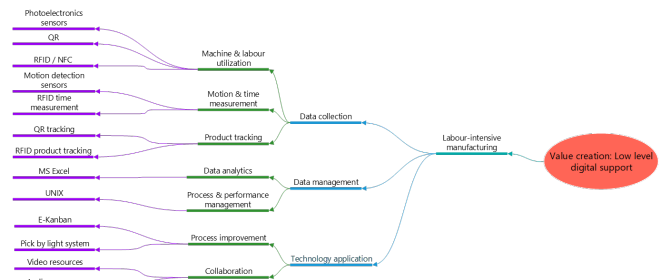 Photoelectronics
sensors
QR
RFID / NFC
Motion detection
sensors
RFID time
measurement
QR tracking
RFID product tracking
MS Excel
UNIX
E-Kanban
Pick by light system
Video resources
Machine & labour
utilization
Motion & time
measurement
Product tracking
Data analytics
Process & performance
management
Process improvement
Collaboration
Data collection
Data management
Technology application
Labour-intensive
manufacturing
Value creation: Low level
digital support